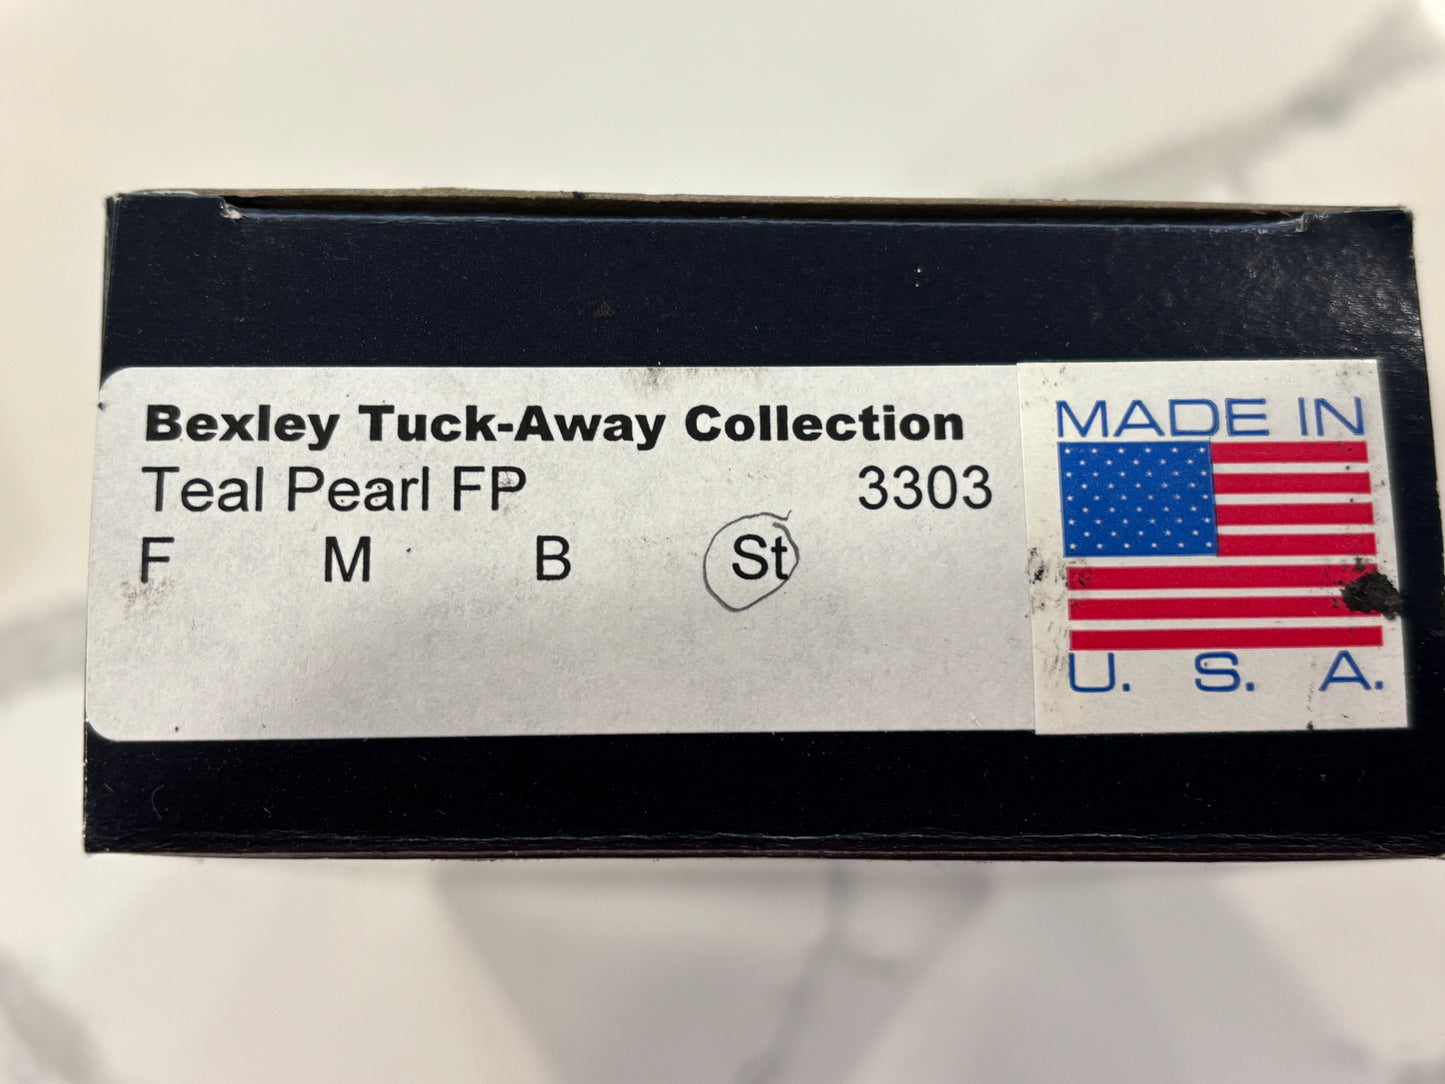 Bexley Tuck-Away Collection
Teal Pearl FP 3303
F M B St
MADE IN
U. S. A.